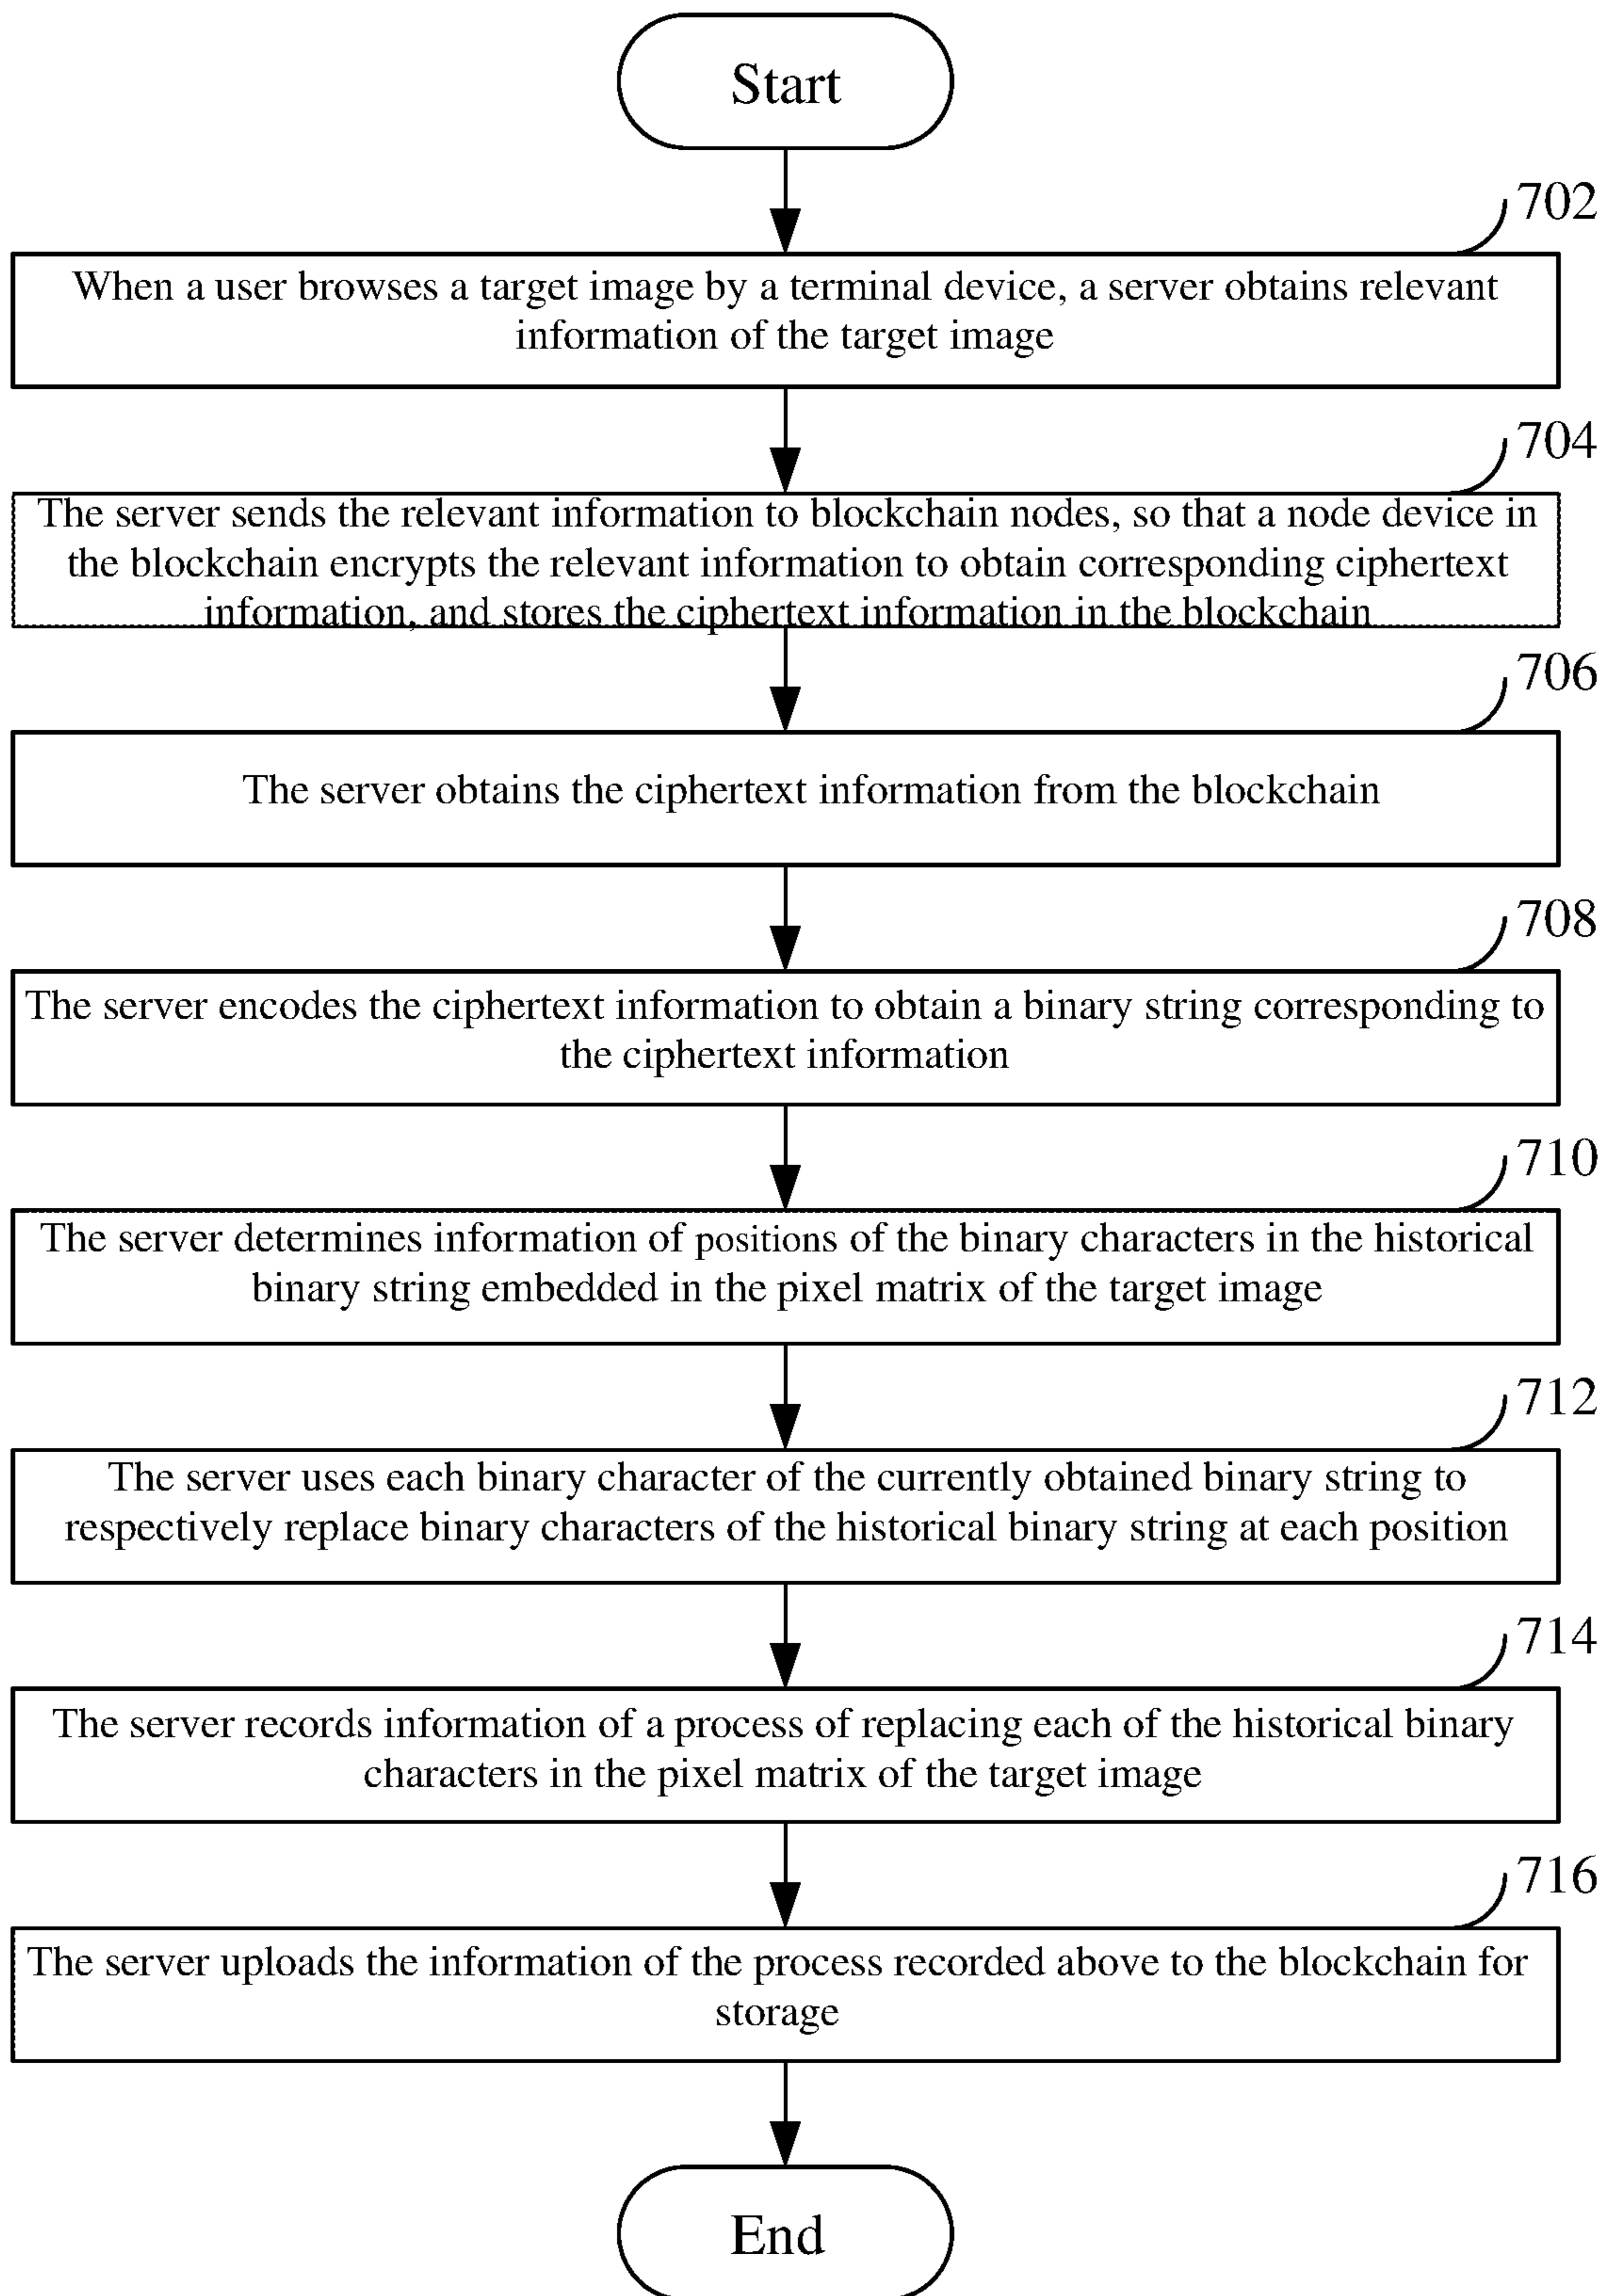 Start
702
When a user browses a target image by a terminal device, a server obtains relevant
information of the target image
704
The server sends the relevant information to blockchain nodes, so that a node device in
the blockchain encrypts the relevant information to obtain corresponding ciphertext
information, and stores the ciphertext information in the blockchain
706
The server obtains the ciphertext information from the blockchain
708
The server encodes the ciphertext information to obtain a binary string corresponding to
the ciphertext information
710
The server determines information of positions of the binary characters in the historical
binary string embedded in the pixel matrix of the target image
712
The server uses each binary character of the currently obtained binary string to
respectively replace binary characters of the historical binary string at each position
714
The server records information of a process of replacing each of the historical binary
characters in the pixel matrix of the target image
716
The server uploads the information of the process recorded above to the blockchain for
storage
End